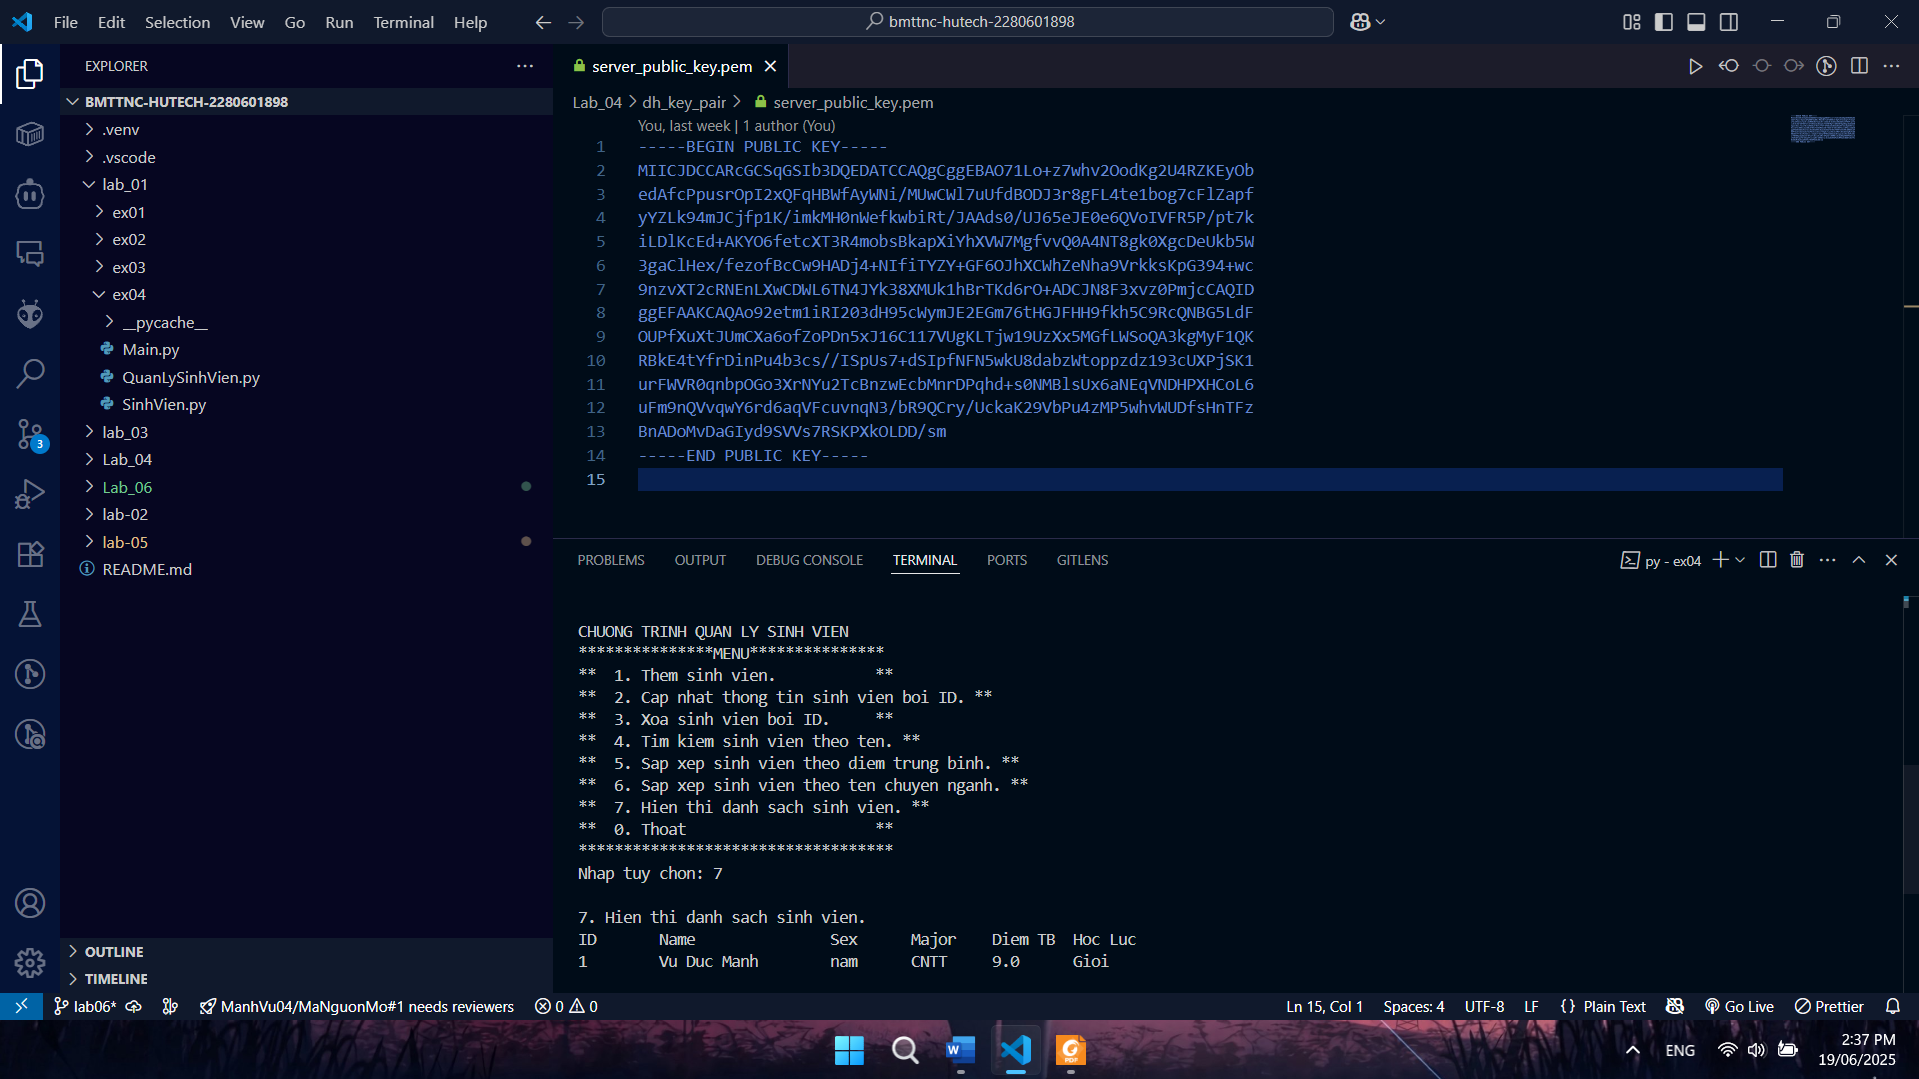 File Edit Selection View Go Run Terminal Help
bmttnc-hutech-2280601898
EXPLORER
BMTTNC-HUTECH-2280601898
.venv
.vscode
lab_01
ex01
ex02
ex03
ex04
__pycache__
Main.py
QuanLySinhVien.py
SinhVien.py
lab_03
Lab_04
Lab_06
lab-02
lab-05
README.md
OUTLINE
TIMELINE
3
server_public_key.pem
Lab_04 > dh_key_pair > server_public_key.pem
You, last week | 1 author (You)
1 -----BEGIN PUBLIC KEY-----
2 MIICJDCCARcGCSqGSIb3DQEDATCCAQgCggEBAO71Lo+z7whv2OodKg2U4RZKEyOb
3 edAfcPpusrOpI2xQFqHBWfAyWNi/MUwCWl7uUfdBODJ3r8gFL4te1bog7cFlZapf
4 yYZLk94mJCjfp1K/imkMH0nWefkwbiRt/JAAds0/UJ65eJE0e6QVoIVFR5P/pt7k
5 iLDlKcEd+AKYO6fetcXT3R4mobsBkapXiYhXVW7MgfvvQ0A4NT8gk0XgcDeUkb5W
6 3gaClHex/fezofBcCw9HADj4+NIfiTYZY+GF6OJhXCWhZeNha9VrkksKpG394+wc
7 9nzvXT2cRNEnLXwCDWL6TN4JYk38XMUk1hBrTKd6rO+ADCJN8F3xvz0PmjcCAQID
8 ggEFAAKCAQAo92etm1iRI203dH95cWymJE2EGm76tHGJFHH9fkh5C9RcQNBG5LdF
9 OUPfXuXtJUmCXa6ofZoPDn5xJ16C117VUgKLTjw19UzXx5MGfLWSoQA3kgMyF1QK
10 RBkE4tYfrDinPu4b3cs//ISpUs7+dSIpfNFN5wkU8dabzWtoppzdz193cUXPjSK1
11 urFWVR0qnbpOGo3XrNYu2TcBnzwEcbMnrDPqhd+s0NMBlsUx6aNEqVNDHPXHCoL6
12 uFm9nQVvqwY6rd6aqVFcuvnqN3/bR9QCry/UckaK29VbPu4zMP5whvWUDfsHnTFz
13 BnADoMvDaGIyd9SVVs7RSKPXkOLDD/sm
14 -----END PUBLIC KEY-----
15
PROBLEMS OUTPUT DEBUG CONSOLE TERMINAL PORTS GITLENS
py - ex04
CHUONG TRINH QUAN LY SINH VIEN
***************MENU***************
** 1. Them sinh vien. **
** 2. Cap nhat thong tin sinh vien boi ID. **
** 3. Xoa sinh vien boi ID. **
** 4. Tim kiem sinh vien theo ten. **
** 5. Sap xep sinh vien theo diem trung binh. **
** 6. Sap xep sinh vien theo ten chuyen nganh. **
** 7. Hien thi danh sach sinh vien. **
** 0. Thoat **
***********************************
Nhap tuy chon: 7
7. Hien thi danh sach sinh vien.
ID Name Sex Major Diem TB Hoc Luc
1 Vu Duc Manh nam CNTT 9.0 Gioi
lab06* ManhVu04/MaNguonMo#1 needs reviewers 0 0 Ln 15, Col 1 Spaces: 4 UTF-8 LF {} Plain Text Go Live Prettier
ENG
2:37 PM
19/06/2025